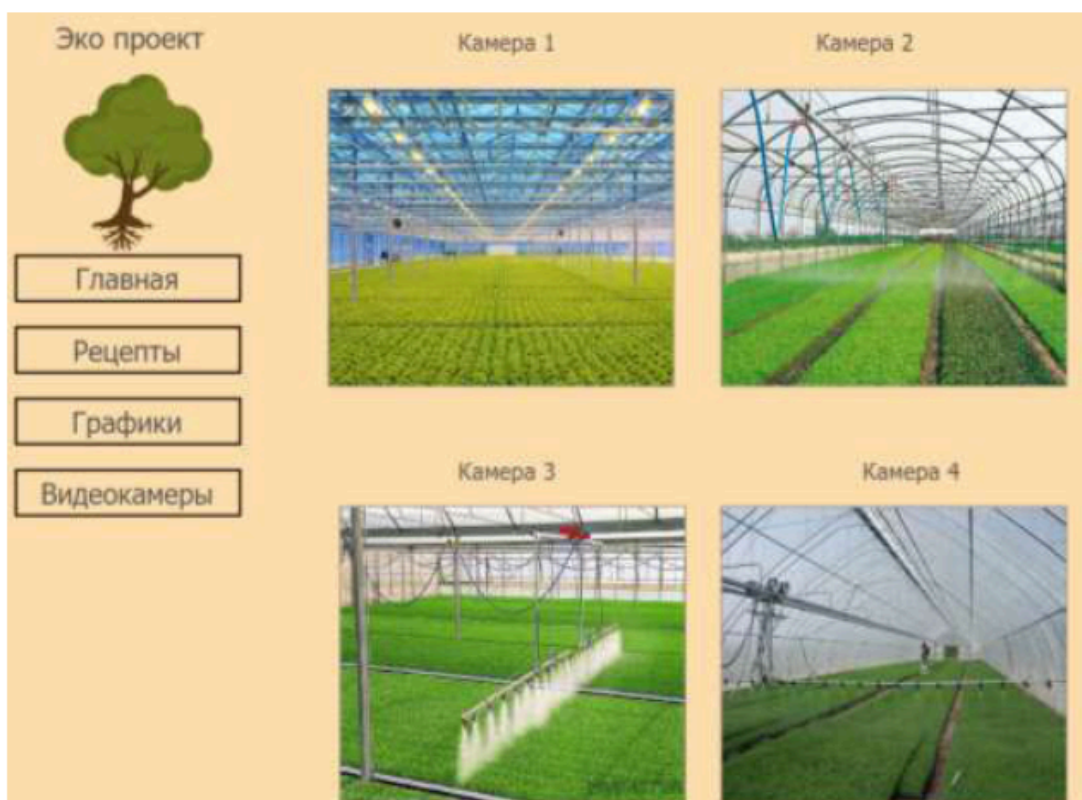 Эко проект
Главная
Рецепты
Графики
Видеокамеры
Камера 1
Камера 2
Камера 3
Камера 4